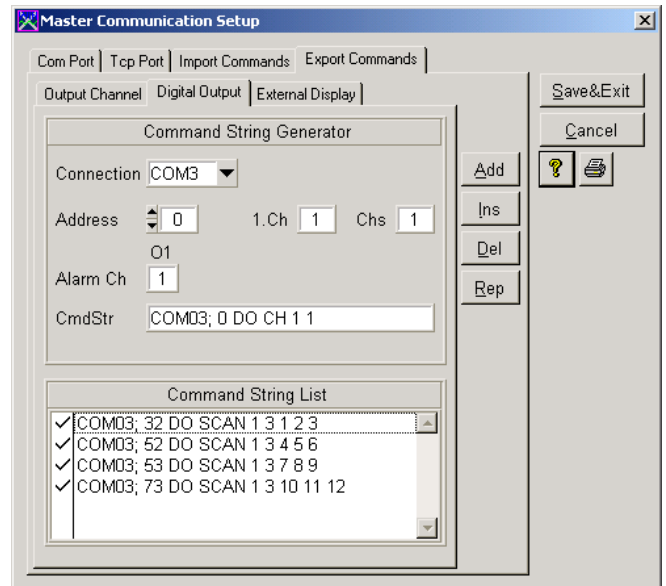 Master Communication Setup
Com Port Tcp Port Import Commands Export Commands
Output Channel Digital Output External Display
Save&Exit
Cancel
Command String Generator
Connection COM3
Address 0 1.Ch 1 Chs 1
O1
Alarm Ch 1
CmdStr COM03; 0 DO CH 1 1
Add
Ins
Del
Rep
?
Command String List
COM03; 32 DO SCAN 1 3 1 2 3
COM03; 52 DO SCAN 1 3 4 5 6
COM03; 53 DO SCAN 1 3 7 8 9
COM03; 73 DO SCAN 1 3 10 11 12